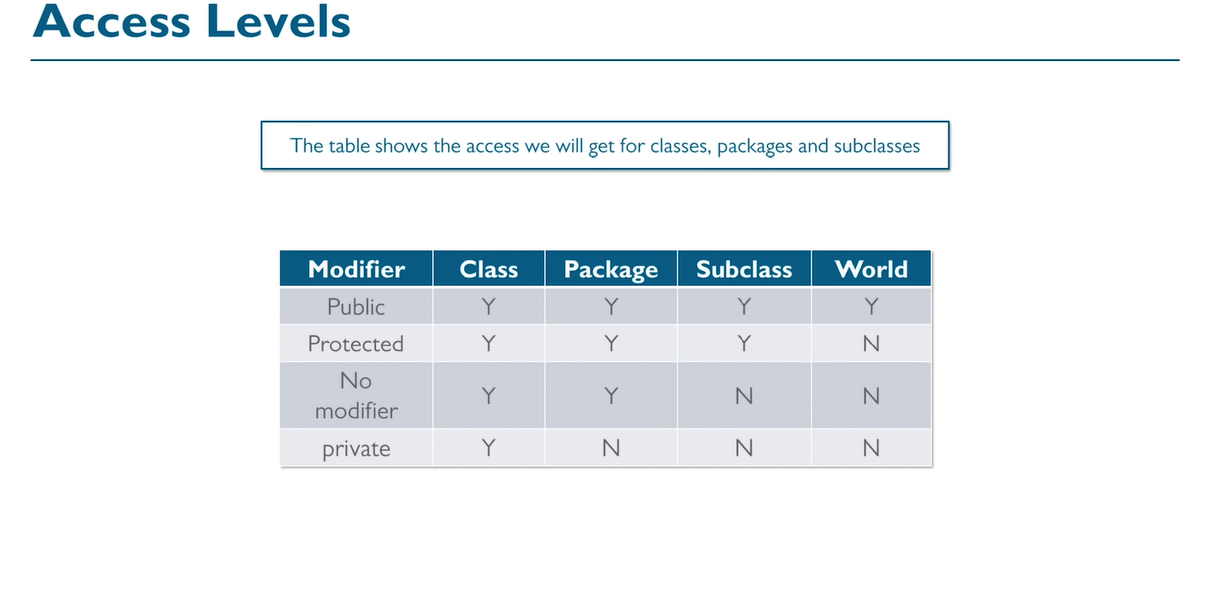 Access Levels
The table shows the access we will get for classes, packages and subclasses
Modifier Class Package Subclass World
Public Y Y Y Y
Protected Y Y Y N
No
modifier Y Y N N
private Y N N N